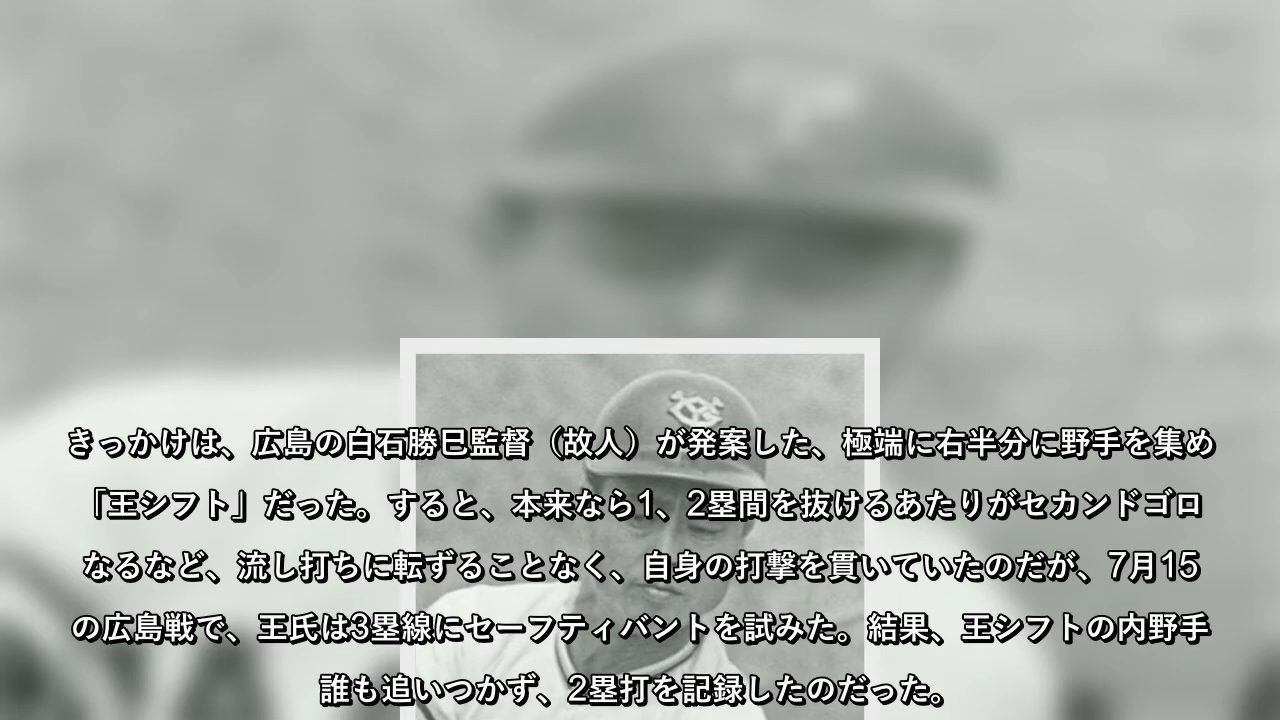 きっかけは、広島の白石勝巳監督（故人）が発案した、極端に右半分に野手を集め
「王シフト」だった。すると、本来なら1、2塁間を抜けるあたりがセカンドゴロ
なるなど、流し打ちに転ずることなく、自身の打撃を貫いていたのだが、7月15
の広島戦で、王氏は3塁線にセーフティバントを試みた。結果、王シフトの内野手
誰も追いつかず、2塁打を記録したのだった。